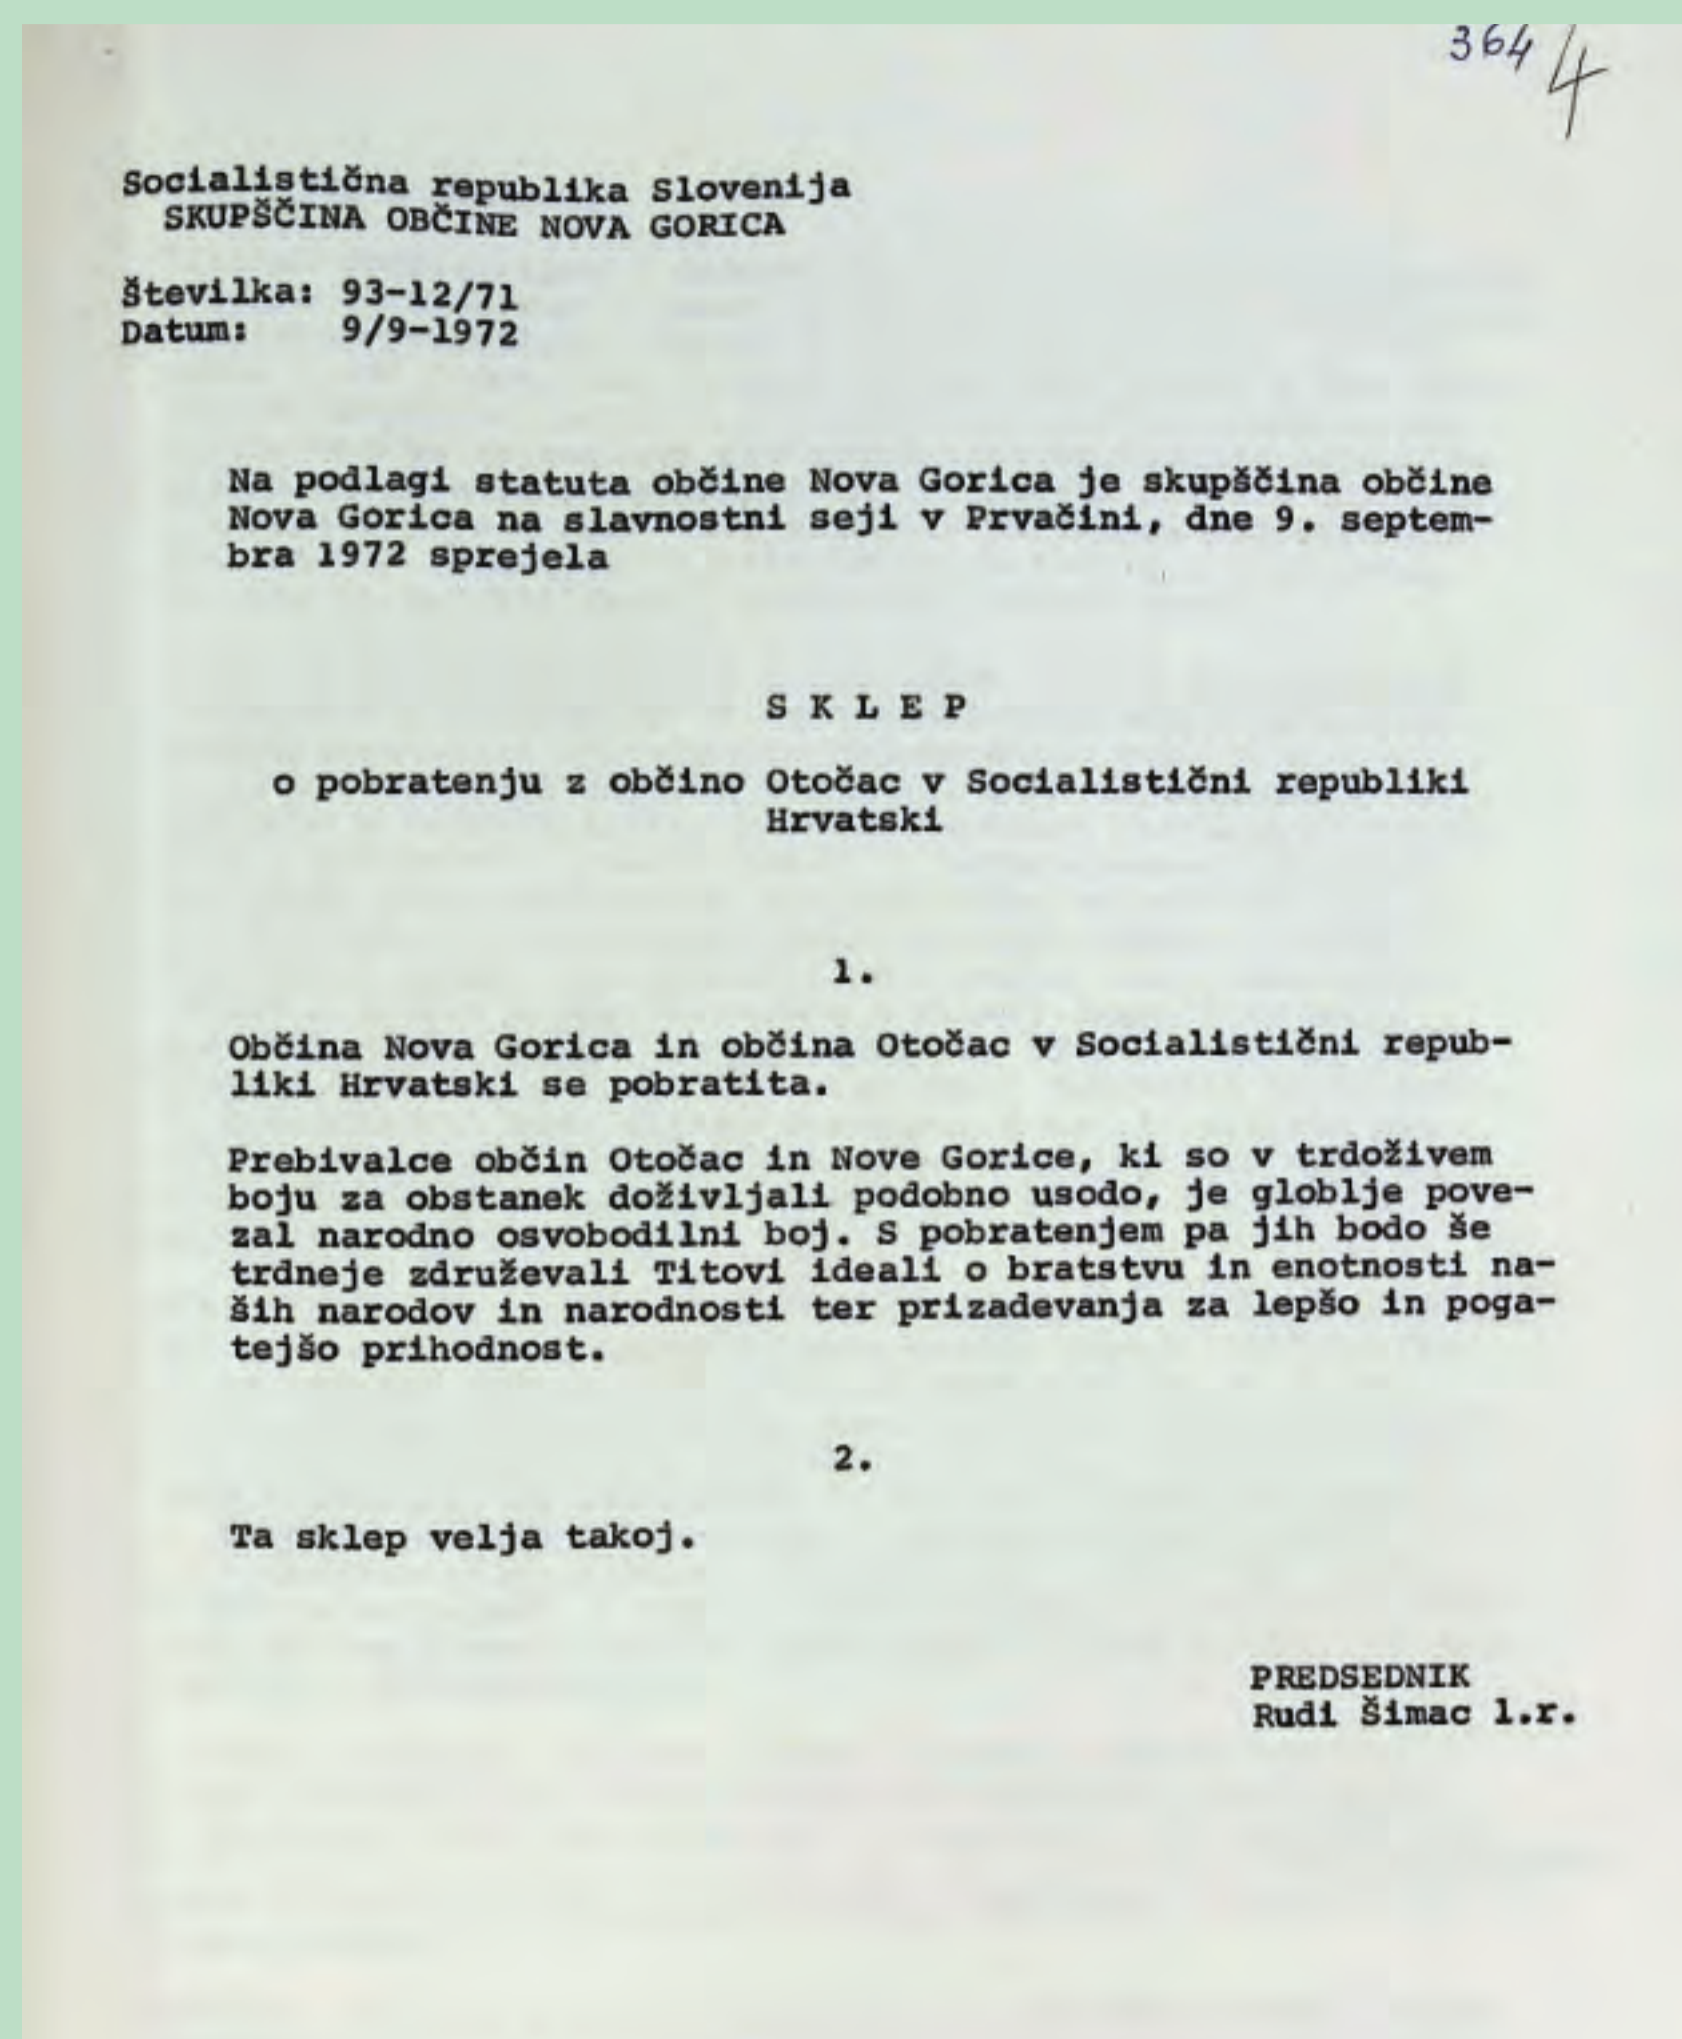 364 4
Socialistična republika Slovenija
SKUPŠČINA OBČINE NOVA GORICA
Številka: 93-12/71
Datum: 9/9-1972
Na podlagi statuta občine Nova Gorica je skupščina občine
Nova Gorica na slavnostni seji v Prvačini, dne 9. septem-
bra 1972 sprejela
S K L E P
o pobratenju z občino Otočac v Socialistični republiki
Hrvatski
1.
Občina Nova Gorica in občina Otočac v Socialistični repub-
liki Hrvatski se pobratita.
Prebivalce občin Otočac in Nove Gorice, ki so v trdoživem
boju za obstanek doživljali podobno usodo, je globlje pove-
zal narodno osvobodilni boj. S pobratenjem pa jih bodo še
trdneje združevali Titovi ideali o bratstvu in enotnosti na-
ših narodov in narodnosti ter prizadevanja za lepšo in poga-
tejšo prihodnost.
2.
Ta sklep velja takoj.
PREDSEDNIK
Rudi Šimac l.r.